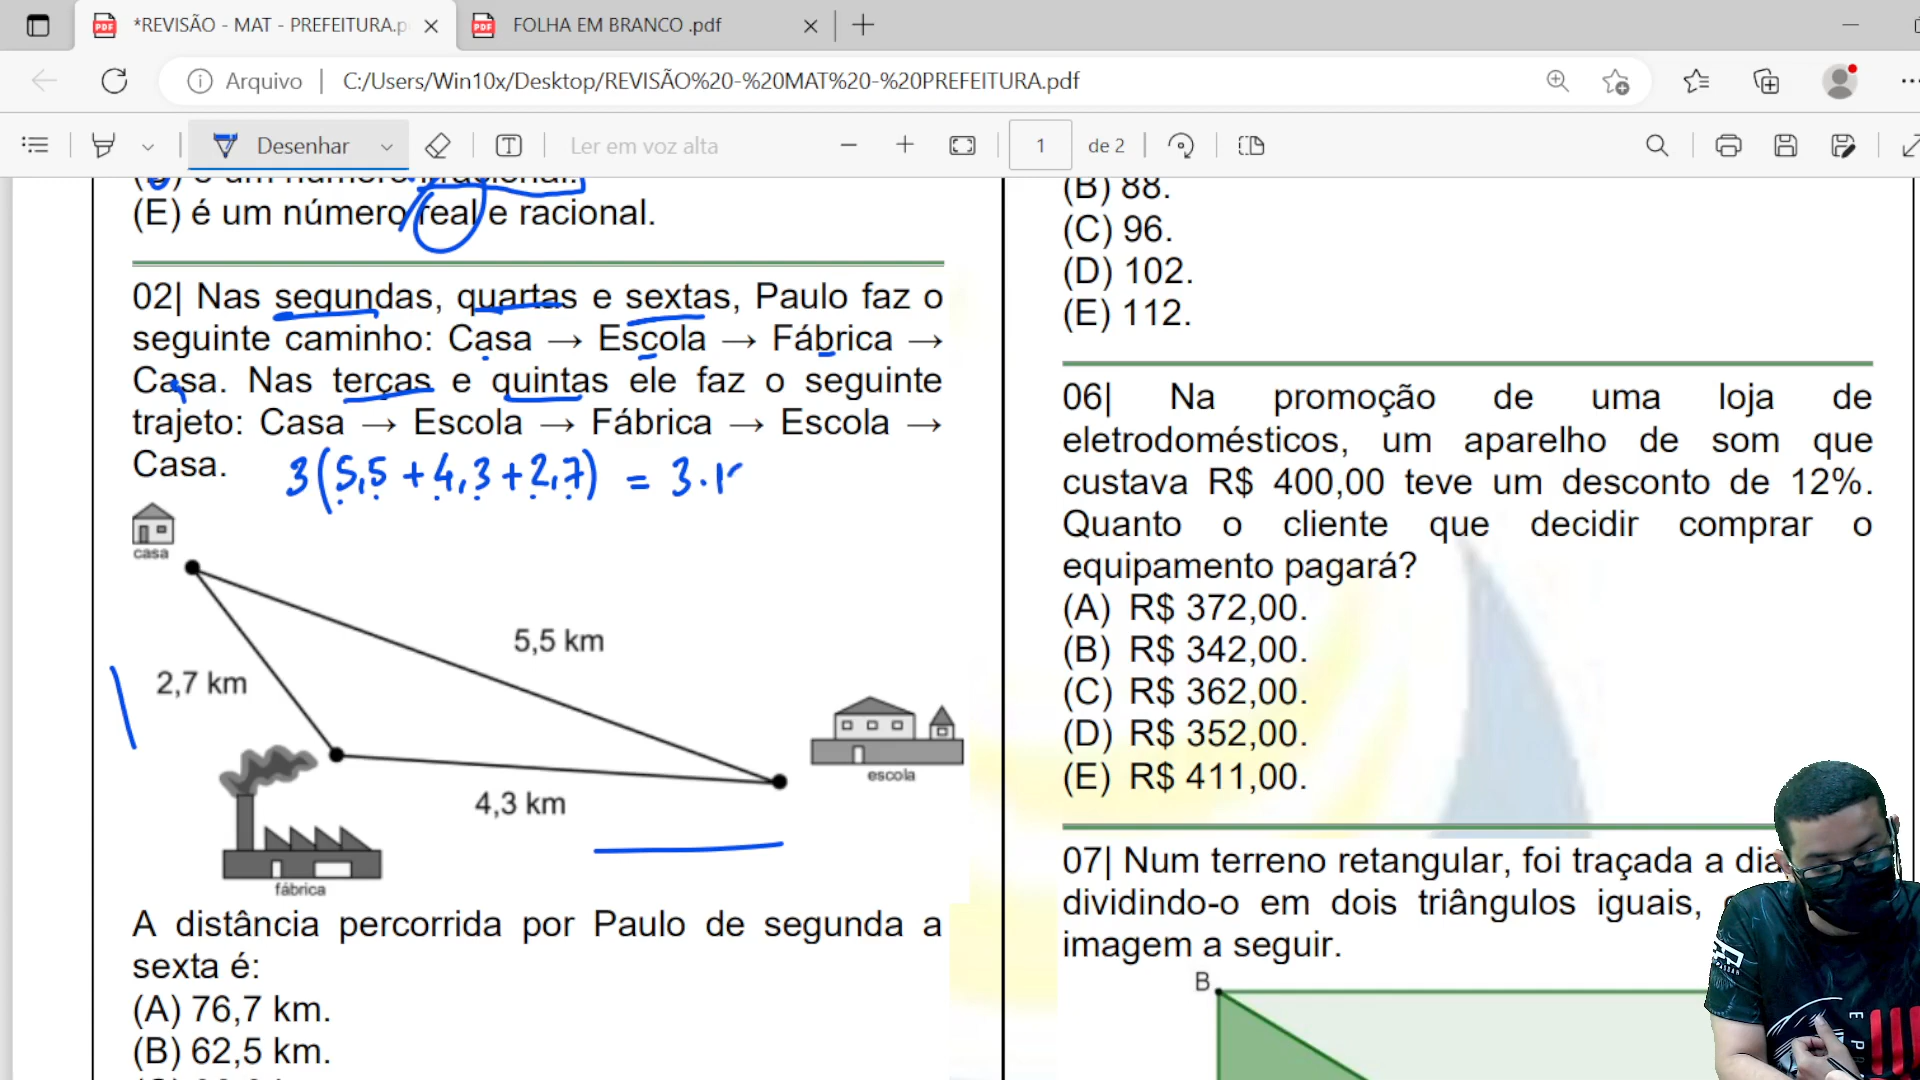 *REVISÃO - MAT - PREFEITURA.p
FOLHA EM BRANCO .pdf
Arquivo
C:/Users/Win10x/Desktop/REVISÃO%20-%20MAT%20-%20PREFEITURA.pdf
Desenhar
Ler em voz alta
1
de 2
(E) é um número real e racional.
02| Nas segundas, quartas e sextas, Paulo faz o
seguinte caminho: Casa → Escola → Fábrica →
Casa. Nas terças e quintas ele faz o seguinte
trajeto: Casa → Escola → Fábrica → Escola →
Casa.
3(5,5 + 4,3 + 2,7) = 3.1
casa
5,5 km
2,7 km
escola
4,3 km
fábrica
A distância percorrida por Paulo de segunda a
sexta é:
(A) 76,7 km.
(B) 62,5 km.
(B) 88.
(C) 96.
(D) 102.
(E) 112.
06| Na promoção de uma loja de
eletrodomésticos, um aparelho de som que
custava R$ 400,00 teve um desconto de 12%.
Quanto o cliente que decidir comprar o
equipamento pagará?
(A) R$ 372,00.
(B) R$ 342,00.
(C) R$ 362,00.
(D) R$ 352,00.
(E) R$ 411,00.
07| Num terreno retangular, foi traçada a dia
dividindo-o em dois triângulos iguais,
imagem a seguir.
B